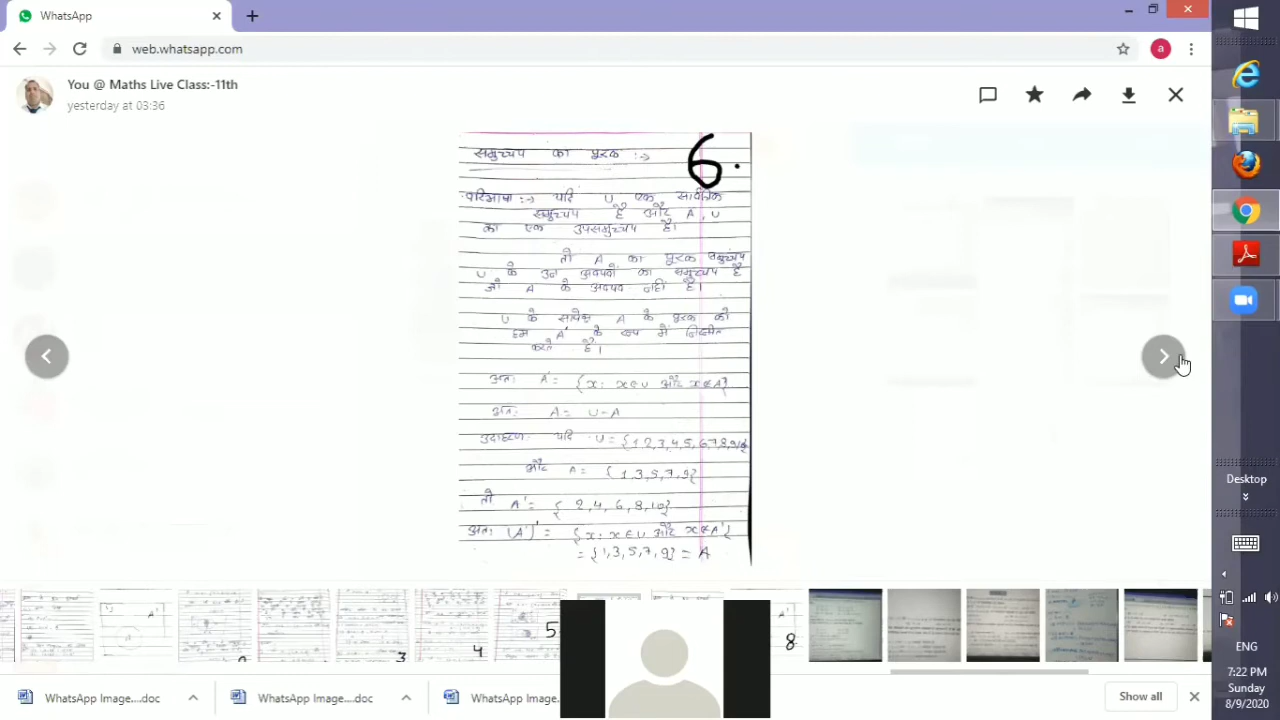 WhatsApp
web.whatsapp.com
a
You @ Maths Live Class:-11th
yesterday at 03:36
6.
समुच्चय का पूरक :→
परिभाषा :→ यदि U एक सार्वत्रिक
समुच्चय है और A, U
का एक उपसमुच्चय है।
तो A का पूरक समुच्चय
U के उन अवयवों का समुच्चय है
जो A के अवयव नहीं है।
U के सापेक्ष A के पूरक को
हम A' के रूप में निरूपित
करते है।
अतः A' = {x: x∈U और x∉A}
अतः A = U-A
उदाहरण यदि U = {1 2,3,4,5,6,7,8,9,10}
और A = {1,3,5,7,9}
तो A' = {2,4,6,8,10}
अतः (A')' = {x: x∈U और x∉A'}
= {1,3,5,7,9} = A
3
4
5
8
WhatsApp Image....doc
WhatsApp Image....doc
WhatsApp Image.
Show all
Desktop
ENG
7:22 PM
Sunday
8/9/2020